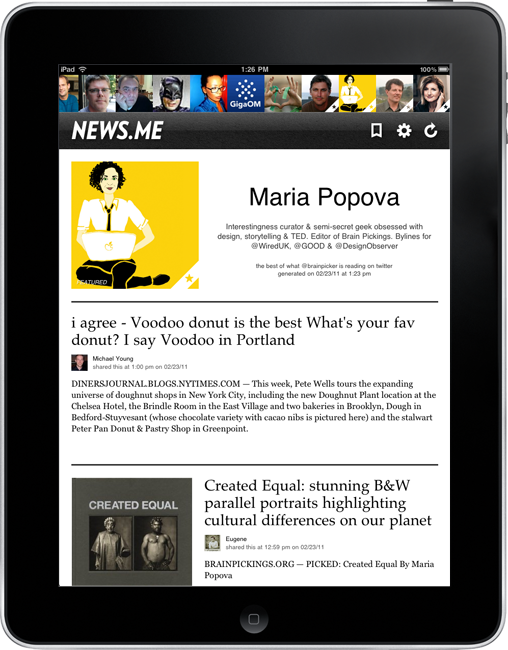 iPad 1:26 PM 100%
GigaOM
NEWS.ME
Maria Popova
Interestingness curator & semi-secret geek obsessed with
design, storytelling & TED. Editor of Brain Pickings. Bylines for
@WiredUK, @GOOD & @DesignObserver
the best of what @brainpicker is reading on twitter
generated on 02/23/11 at 1:23 pm
FEATURED
i agree - Voodoo donut is the best What's your fav
donut? I say Voodoo in Portland
Michael Young
shared this at 1:00 pm on 02/23/11
DINERSJOURNAL.BLOGS.NYTIMES.COM — This week, Pete Wells tours the expanding
universe of doughnut shops in New York City, including the new Doughnut Plant location at the
Chelsea Hotel, the Brindle Room in the East Village and two bakeries in Brooklyn, Dough in
Bedford-Stuyvesant (whose chocolate variety with cacao nibs is pictured here) and the stalwart
Peter Pan Donut & Pastry Shop in Greenpoint.
CREATED EQUAL
Created Equal: stunning B&W
parallel portraits highlighting
cultural differences on our planet
Eugene
shared this at 12:59 pm on 02/23/11
BRAINPICKINGS.ORG — PICKED: Created Equal By Maria
Popova